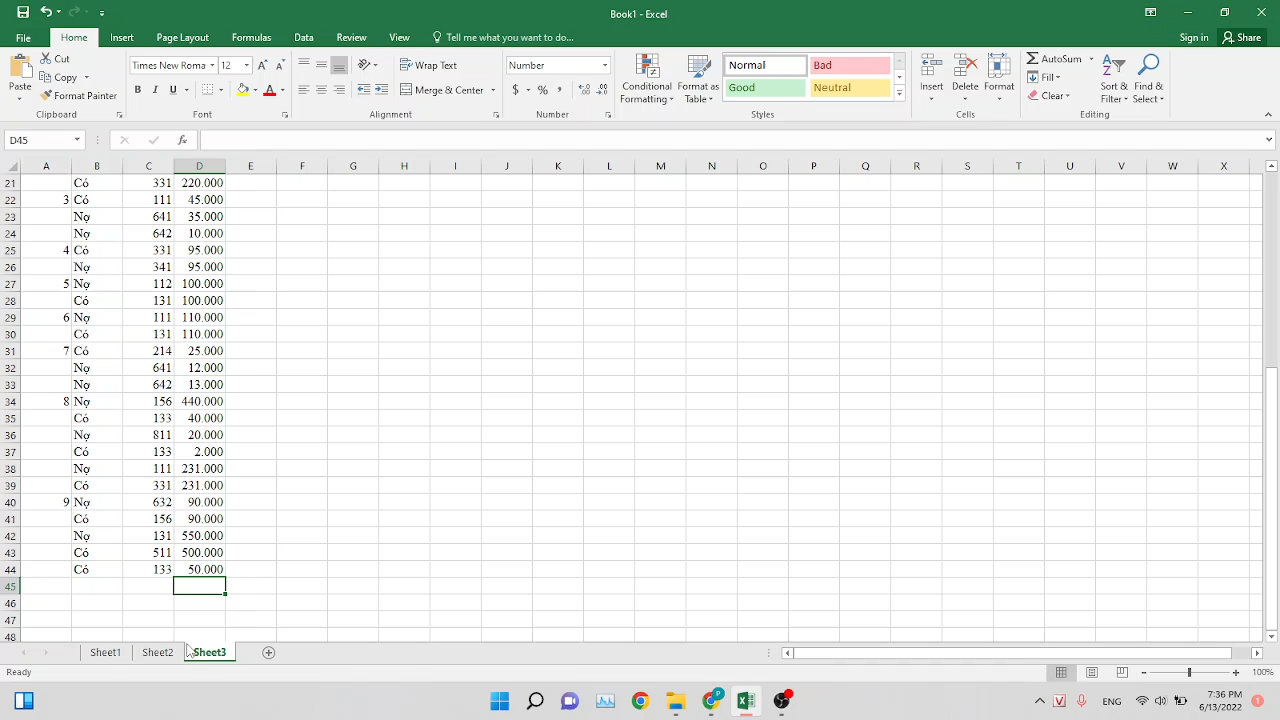 Book1 - Excel
File Home Insert Page Layout Formulas Data Review View Tell me what you want to do... Sign in Share
Paste Cut Copy Format Painter Clipboard
Times New Roma 12 A A B I U A Font
Wrap Text Merge & Center Alignment
Number $ % , Number
Conditional Formatting Format as Table Normal Bad Good Neutral Styles
Insert Delete Format Cells
AutoSum Fill Clear Sort & Filter Find & Select Editing
D45 fx
A B C D E F G H I J K L M N O P Q R S T U V W X
21 Có 331 220.000
22 3 Có 111 45.000
23 Nợ 641 35.000
24 Nợ 642 10.000
25 4 Có 331 95.000
26 Nợ 341 95.000
27 5 Nợ 112 100.000
28 Có 131 100.000
29 6 Nợ 111 110.000
30 Có 131 110.000
31 7 Có 214 25.000
32 Nợ 641 12.000
33 Nợ 642 13.000
34 8 Nợ 156 440.000
35 Có 133 40.000
36 Nợ 811 20.000
37 Có 133 2.000
38 Nợ 111 231.000
39 Có 331 231.000
40 9 Nợ 632 90.000
41 Có 156 90.000
42 Nợ 131 550.000
43 Có 511 500.000
44 Có 133 50.000
45
46
47
48
Sheet1 Sheet2 Sheet3
Ready 100%
ENG 7:36 PM
6/13/2022 1